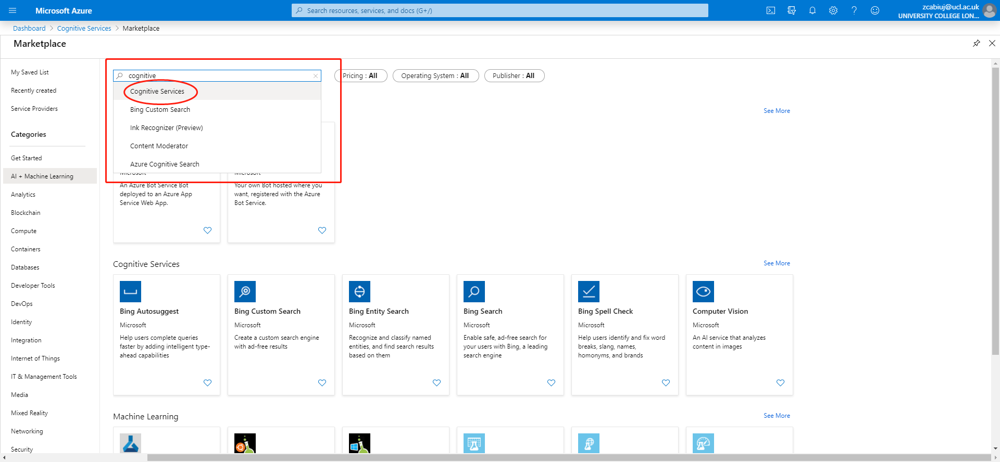 Microsoft Azure
Search resources, services, and docs (G+/)
zcabiuj@ucl.ac.uk
UNIVERSITY COLLEGE LON...
Dashboard > Cognitive Services > Marketplace
Marketplace
My Saved List
Recently created
Service Providers
Categories
Get Started
AI + Machine Learning
Analytics
Blockchain
Compute
Containers
Databases
Developer Tools
DevOps
Identity
Integration
Internet of Things
IT & Management Tools
Media
Mixed Reality
Networking
Security
cognitive
Pricing : All
Operating System : All
Publisher : All
Cognitive Services
Bing Custom Search
Ink Recognizer (Preview)
Content Moderator
Azure Cognitive Search
See More
Microsoft
An Azure Bot Service Bot
deployed to an Azure App
Service Web App.
Microsoft
Your own Bot hosted where you
want, registered with the Azure
Bot Service.
Cognitive Services
See More
Bing Autosuggest
Microsoft
Help users complete queries
faster by adding intelligent type-
ahead capabilities
Bing Custom Search
Microsoft
Create a custom search engine
with ad-free results
Bing Entity Search
Microsoft
Recognize and classify named
entities, and find search results
based on them
Bing Search
Microsoft
Enable safe, ad-free search for
your users with Bing, a leading
search engine
Bing Spell Check
Microsoft
Help users identify and fix word
breaks, slang, names,
homonyms, and brands
Computer Vision
Microsoft
An AI service that analyzes
content in images
Machine Learning
See More